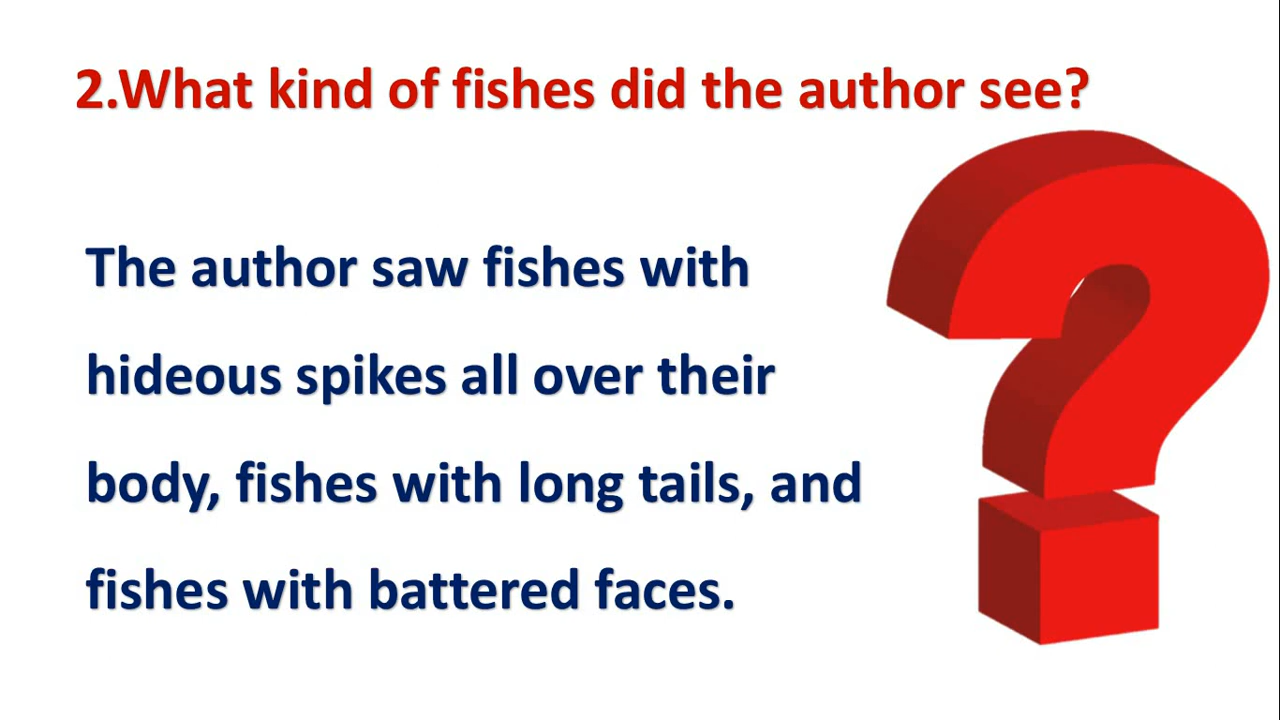 2.What kind of fishes did the author see?
The author saw fishes with
hideous spikes all over their
body, fishes with long tails, and
fishes with battered faces.